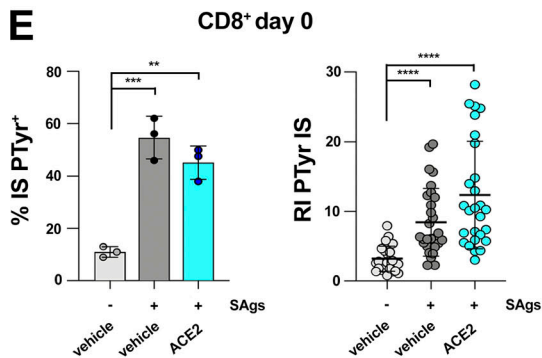 E
CD8+ day 0
% IS PTyr+
80
60
40
20
0
***
**
- + + SAgs
vehicle vehicle ACE2
RI PTyr IS
30
20
10
0
****
****
- + + SAgs
vehicle vehicle ACE2